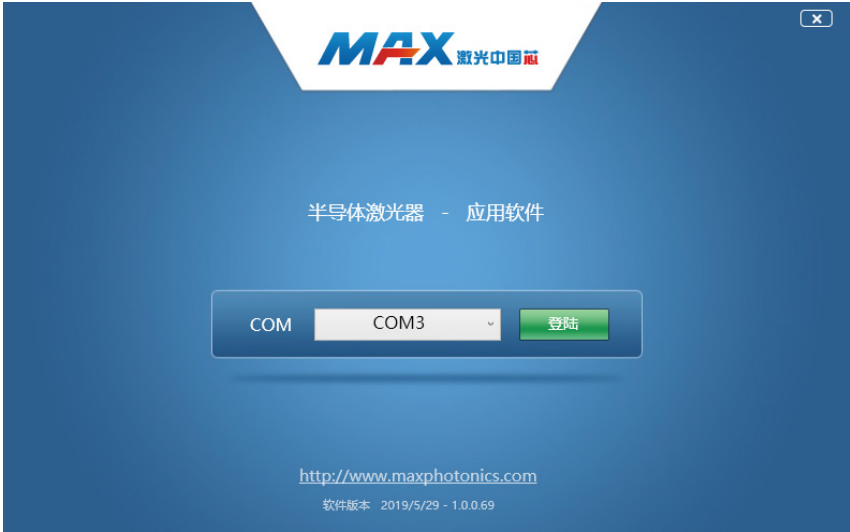 MAX 激光中国芯
半导体激光器 - 应用软件
COM COM3 登陆
http://www.maxphotonics.com
软件版本 2019/5/29 - 1.0.0.69